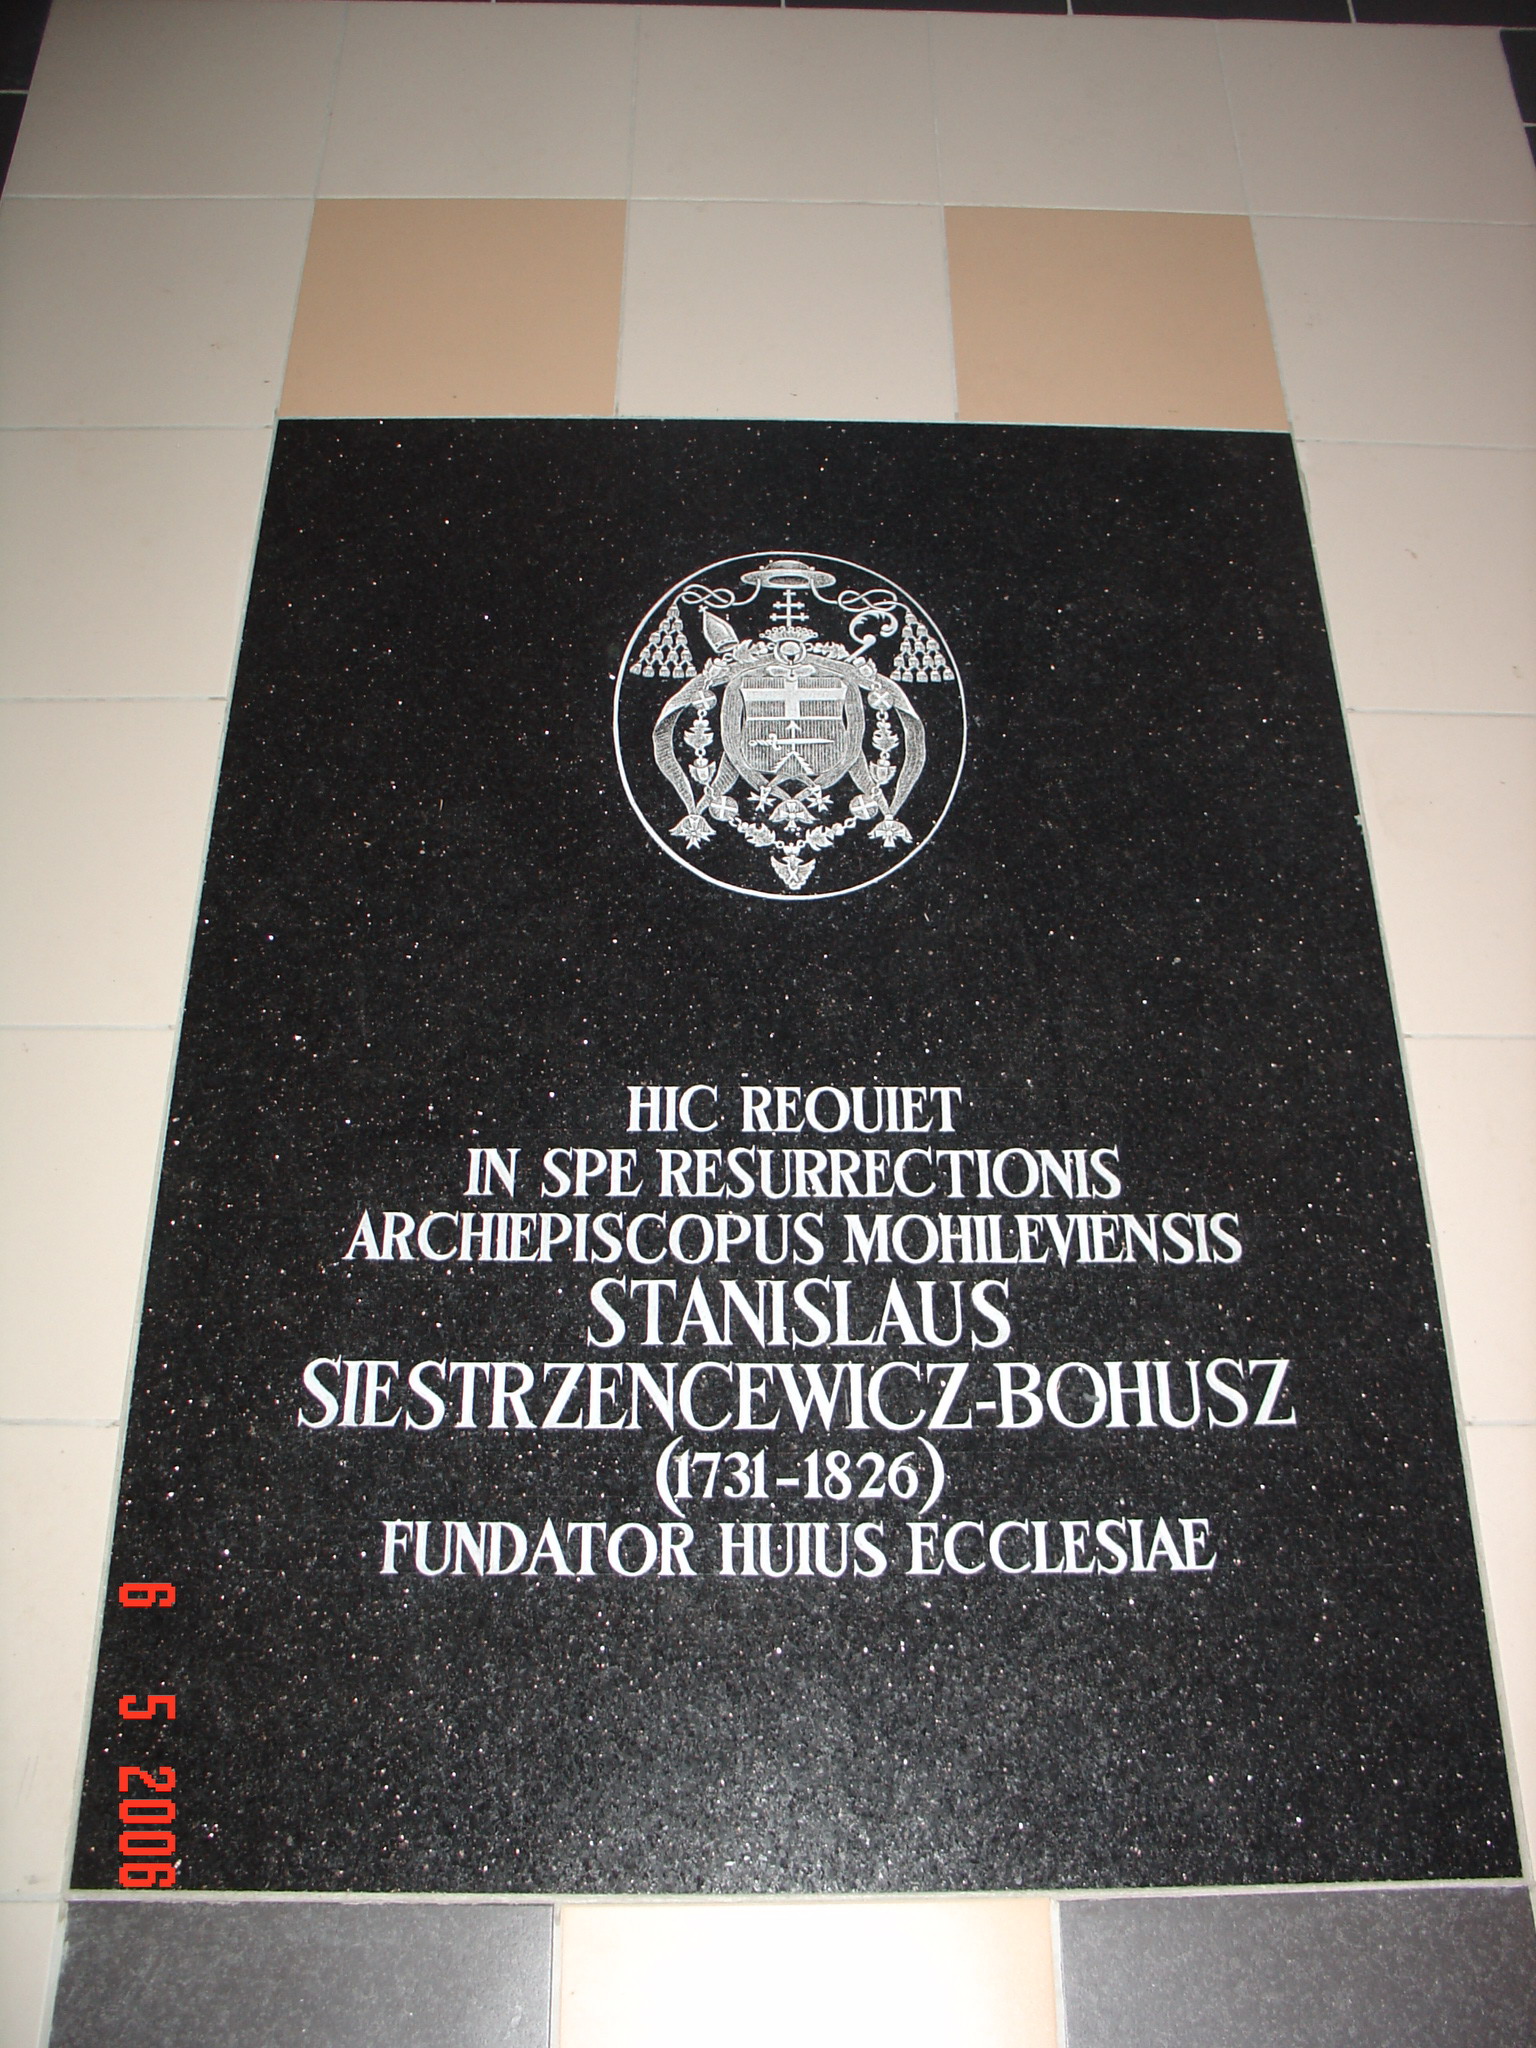 HIC REQUIET
IN SPE RESURRECTIONIS
ARCHIEPISCOPUS MOHILEVIENSIS
STANISLAUS
SIESTRZENCEWICZ-BOHUSZ
(1731-1826)
FUNDATOR HUIUS ECCLESIAE
6 5 2006